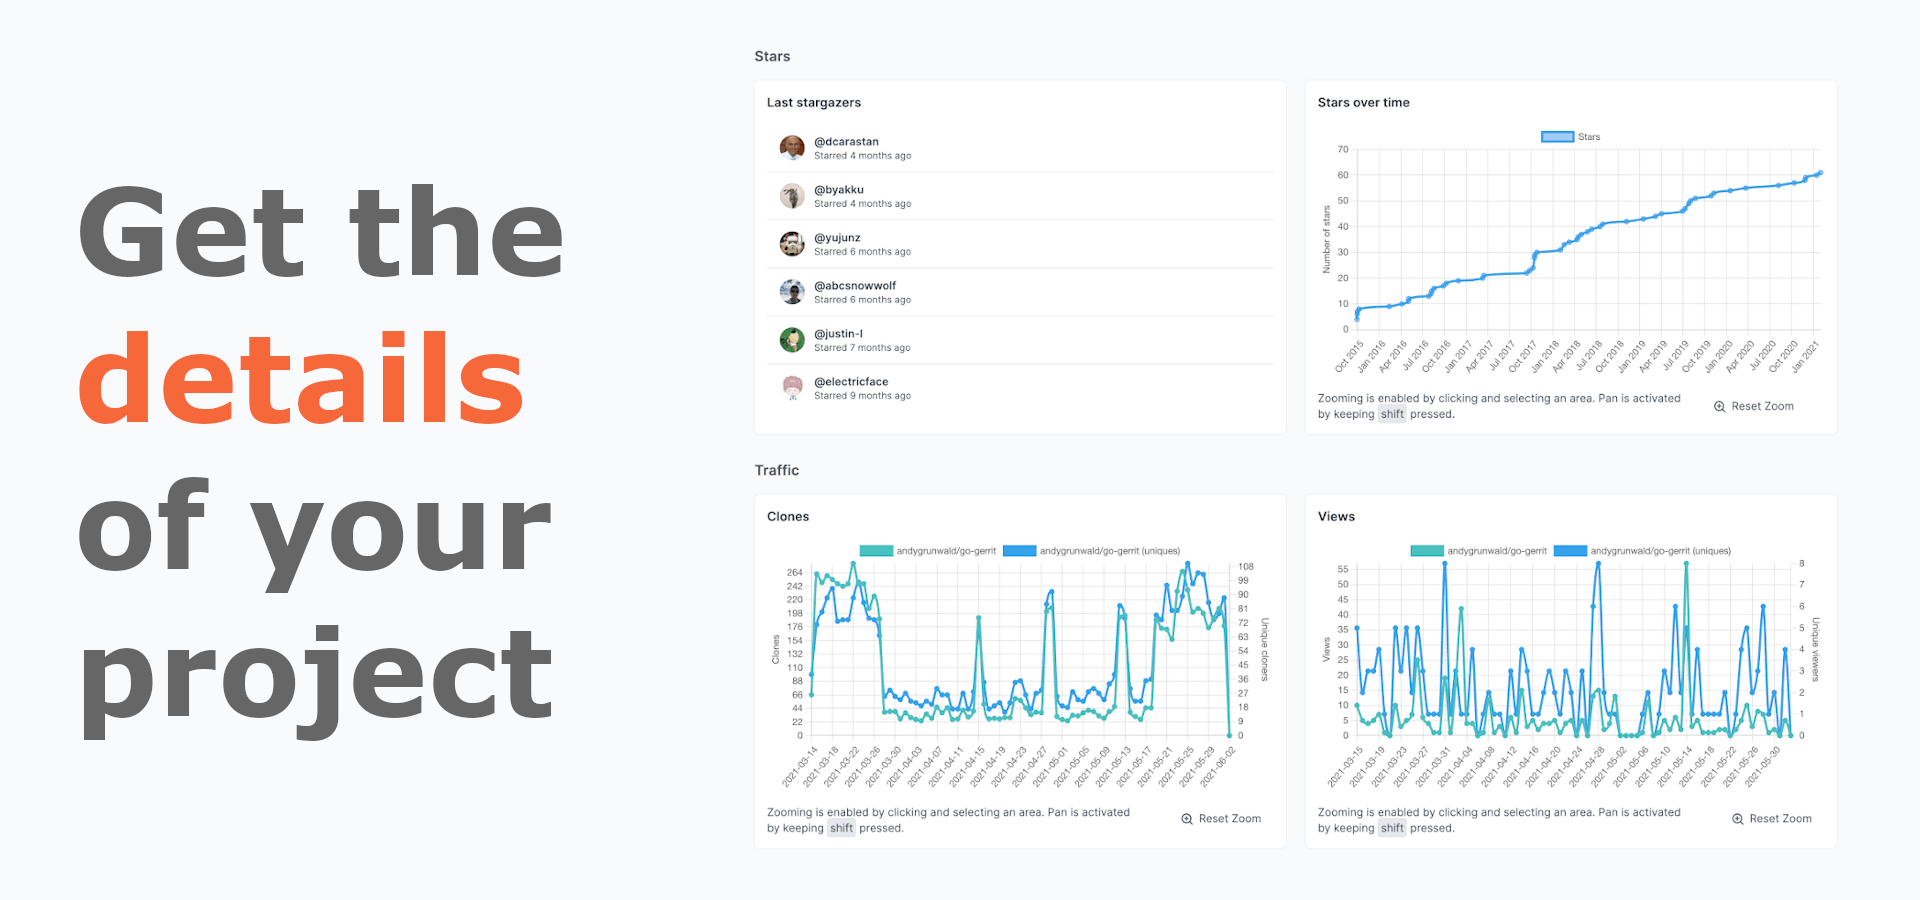 Get the
details
of your
project
Stars
Last stargazers
@dcarastan
Starred 4 months ago
@byakku
Starred 4 months ago
@yujunz
Starred 6 months ago
@abcsnowwolf
Starred 6 months ago
@justin-l
Starred 7 months ago
@electricface
Starred 9 months ago
Stars over time
Stars
Number of stars
70
60
50
40
30
20
10
0
Oct 2015
Jan 2016
Apr 2016
Jul 2016
Oct 2016
Jan 2017
Apr 2017
Jul 2017
Oct 2017
Jan 2018
Apr 2018
Jul 2018
Oct 2018
Jan 2019
Apr 2019
Jul 2019
Oct 2019
Jan 2020
Apr 2020
Jul 2020
Oct 2020
Jan 2021
Zooming is enabled by clicking and selecting an area. Pan is activated
by keeping shift pressed.
Reset Zoom
Traffic
Clones
andygrunwald/go-gerrit
andygrunwald/go-gerrit (uniques)
Clones
264
242
220
198
176
154
132
110
88
66
44
22
0
108
99
90
81
72
63
54
45
36
27
18
9
0
Unique cloners
2021-03-14
2021-03-18
2021-03-22
2021-03-26
2021-03-30
2021-04-03
2021-04-07
2021-04-11
2021-04-15
2021-04-19
2021-04-23
2021-04-27
2021-05-01
2021-05-05
2021-05-09
2021-05-13
2021-05-17
2021-05-21
2021-05-25
2021-05-29
2021-06-02
Zooming is enabled by clicking and selecting an area. Pan is activated
by keeping shift pressed.
Reset Zoom
Views
andygrunwald/go-gerrit
andygrunwald/go-gerrit (uniques)
Views
55
50
45
40
35
30
25
20
15
10
5
0
8
7
6
5
4
3
2
1
0
Unique viewers
2021-03-15
2021-03-19
2021-03-23
2021-03-27
2021-03-31
2021-04-04
2021-04-08
2021-04-12
2021-04-16
2021-04-20
2021-04-24
2021-04-28
2021-05-02
2021-05-06
2021-05-10
2021-05-14
2021-05-18
2021-05-22
2021-05-26
2021-05-30
Zooming is enabled by clicking and selecting an area. Pan is activated
by keeping shift pressed.
Reset Zoom